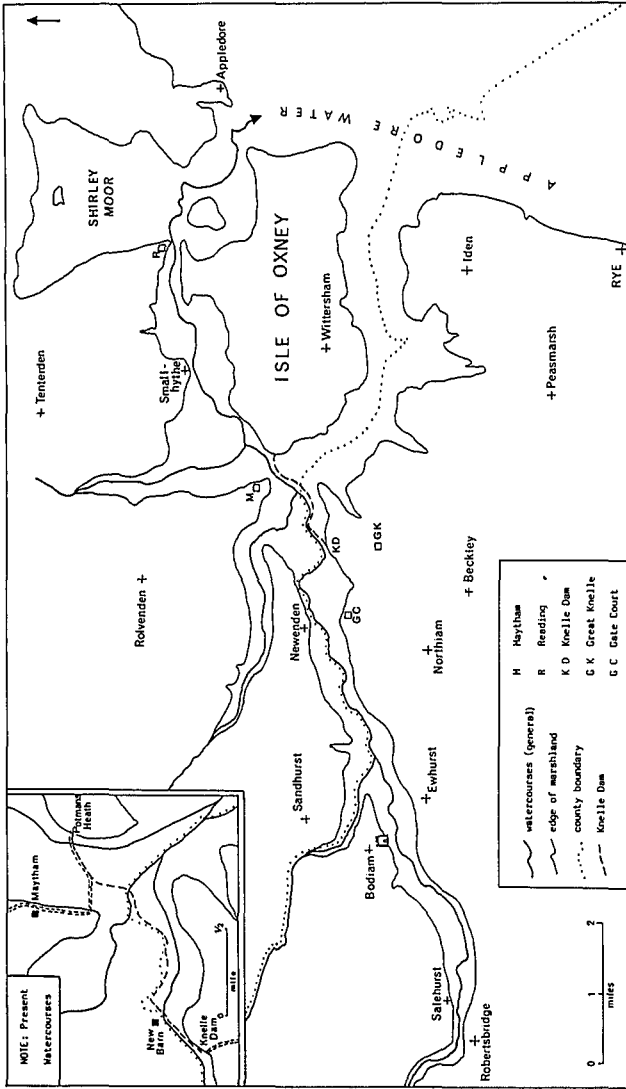 NOTE: Present
Watercourses
Maytham
Potmans
Heath
New
Barn
Knelle
Dam
0 ½
mile
Tenterden
SHIRLEY
MOOR
Appledore
Rolvenden
Small-
hythe
R
M
ISLE OF OXNEY
Wittersham
APPLEDORE WATER
Sandhurst
Newenden
KD
GC
GK
Bodiam
Ewhurst
Northiam
Beckley
Peasmarsh
Iden
RYE
Salehurst
Robertsbridge
0 1 2
miles
watercourses (general)
edge of marshland
county boundary
Knelle Dam
M Maytham
R Reading
K D Knelle Dam
G K Great Knelle
G C Gate Court